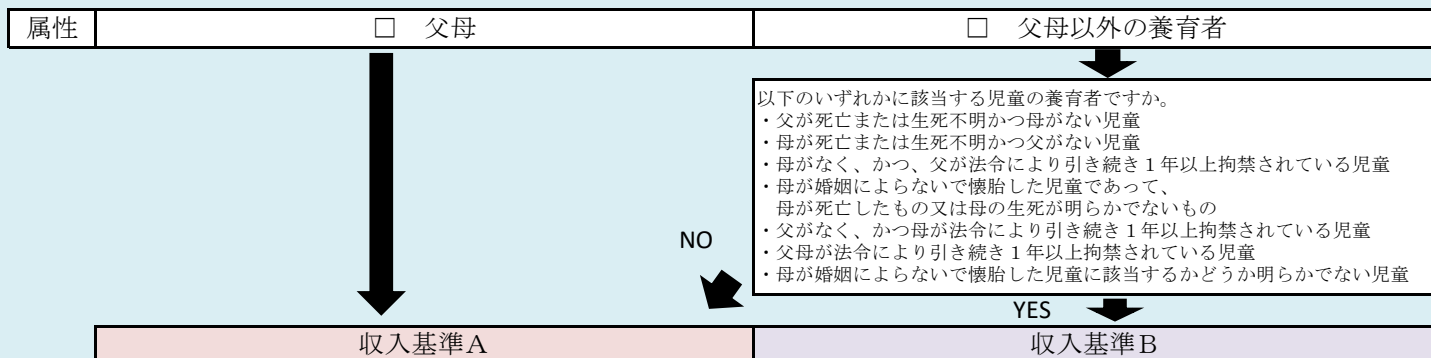 属性 □ 父母 □ 父母以外の養育者
以下のいずれかに該当する児童の養育者ですか。
・父が死亡または生死不明かつ母がない児童
・母が死亡または生死不明かつ父がない児童
・母がなく、かつ、父が法令により引き続き１年以上拘禁されている児童
・母が婚姻によらないで懐胎した児童であって、
母が死亡したもの又は母の生死が明らかでないもの
・父がなく、かつ母が法令により引き続き１年以上拘禁されている児童
・父母が法令により引き続き１年以上拘禁されている児童
・母が婚姻によらないで懐胎した児童に該当するかどうか明らかでない児童
NO
YES
収入基準A 収入基準B